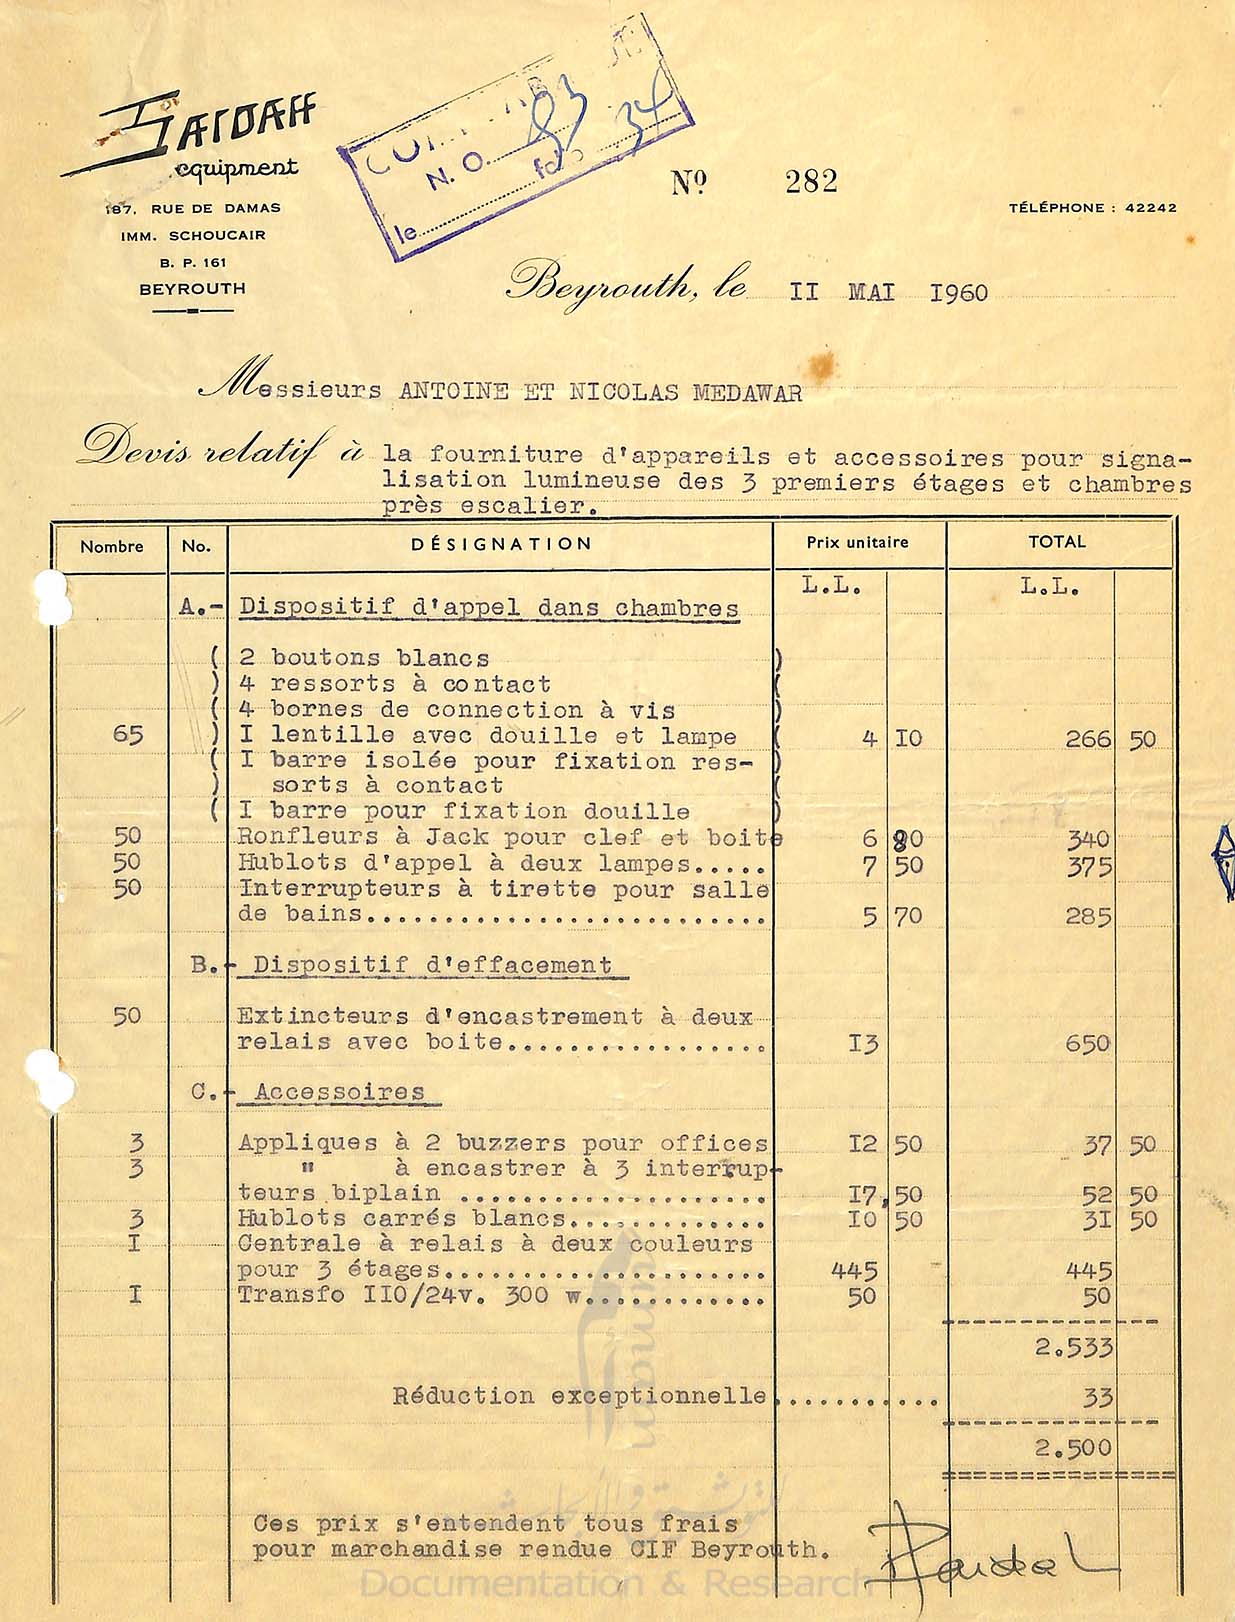 SAIDAH
equipment
187, RUE DE DAMAS
IMM. SCHOUCAIR
B. P. 161
BEYROUTH
N. O. 83 fo 34
le
Nº 282
TÉLÉPHONE : 42242
Beyrouth, le II MAI I960
Messieurs ANTOINE ET NICOLAS MEDAWAR
Devis relatif à la fourniture d'appareils et accessoires pour signa-
lisation lumineuse des 3 premiers étages et chambres
près escalier.
Nombre No. DÉSIGNATION Prix unitaire TOTAL
L.L. L.L.
A.- Dispositif d'appel dans chambres
( 2 boutons blancs )
) 4 ressorts à contact (
( 4 bornes de connection à vis )
65 ) I lentille avec douille et lampe ( 4 I0 266 50
( I barre isolée pour fixation res- )
) sorts à contact (
( I barre pour fixation douille )
50 Ronfleurs à Jack pour clef et boite 6 80 340
50 Hublots d'appel à deux lampes..... 7 50 375
50 Interrupteurs à tirette pour salle
de bains.......................... 5 70 285
B.- Dispositif d'effacement
50 Extincteurs d'encastrement à deux
relais avec boite................. I3 650
C.- Accessoires
3 Appliques à 2 buzzers pour offices I2 50 37 50
3 " à encastrer à 3 interrup-
teurs biplain .................... I7,50 52 50
3 Hublots carrés blancs............. I0 50 3I 50
I Centrale à relais à deux couleurs
pour 3 étages..................... 445 445
I Transfo II0/24v. 300 w............ 50 50
2.533
Réduction exceptionnelle........... 33
2.500
Ces prix s'entendent tous frais
pour marchandise rendue CIF Beyrouth.
umam
للتوثيق والأبحاث
Documentation & Research